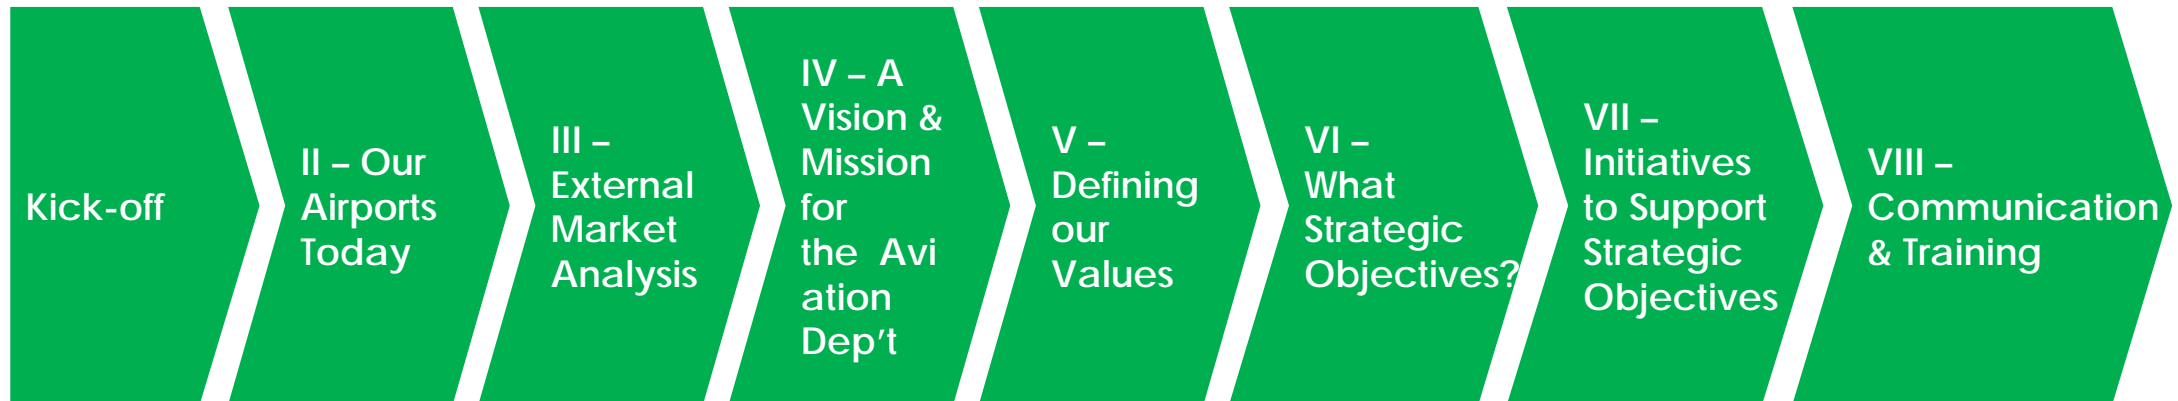 Kick-off
II – Our
Airports
Today
III –
External
Market
Analysis
IV – A
Vision &
Mission
for
the  Avi
ation
Dep't
V –
Defining
our
Values
VI –
What
Strategic
Objectives?
VII –
Initiatives
to Support
Strategic
Objectives
VIII –
Communication
& Training